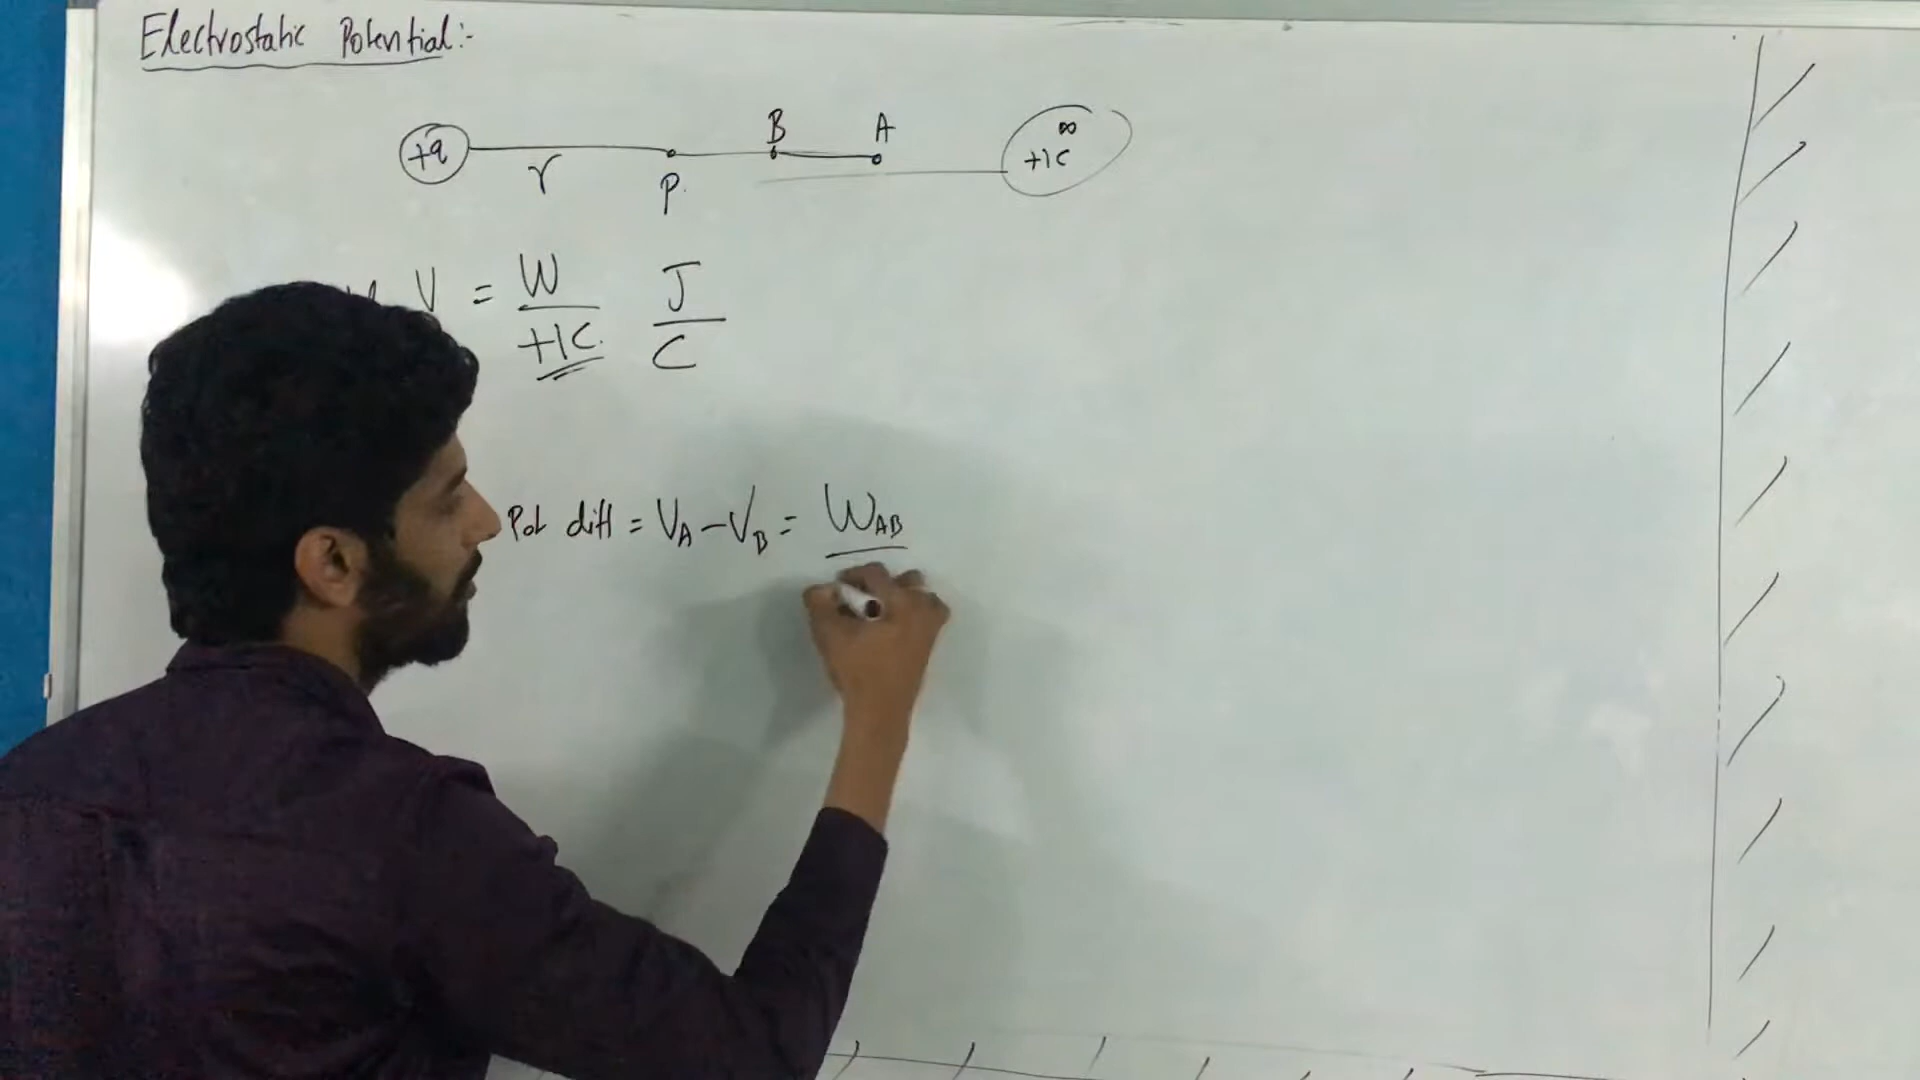 Electrostatic Potential:-
B A ∞
+q +1C
r P.
V = W/+1C. J/C
Pot diff = V_A - V_B = W_AB